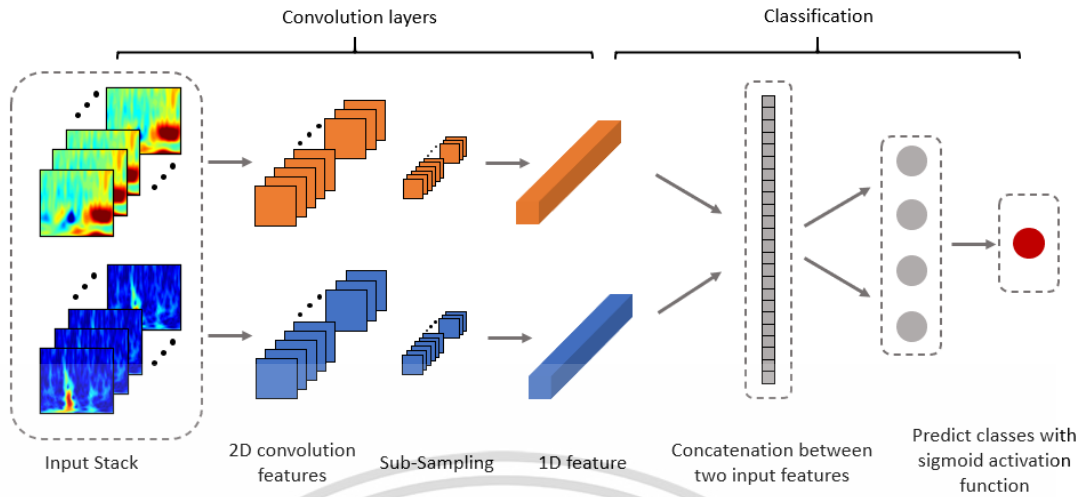 Convolution layers
Classification
Input Stack
2D convolution
features
Sub-Sampling
1D feature
Concatenation between
two input features
Predict classes with
sigmoid activation
function